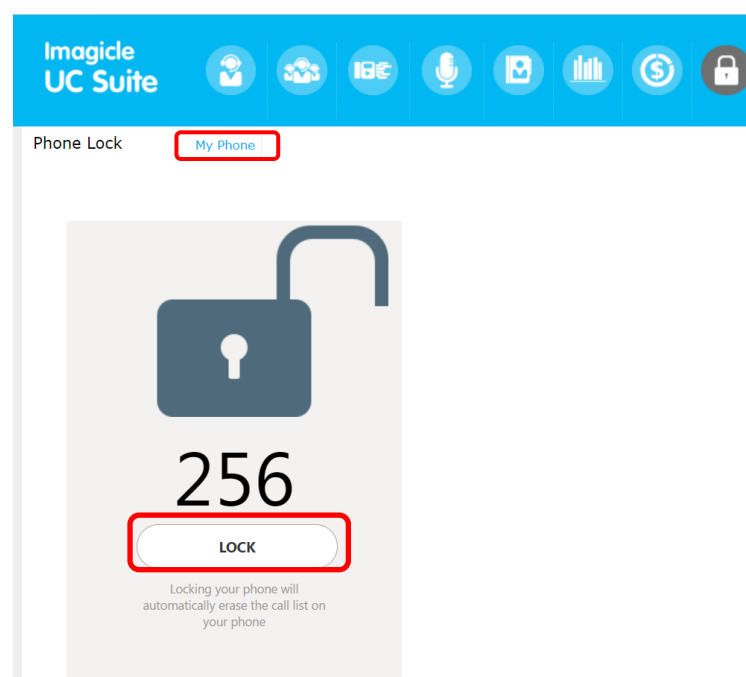 Imagicle
UC Suite
Phone Lock
My Phone
256
LOCK
Locking your phone will
automatically erase the call list on
your phone